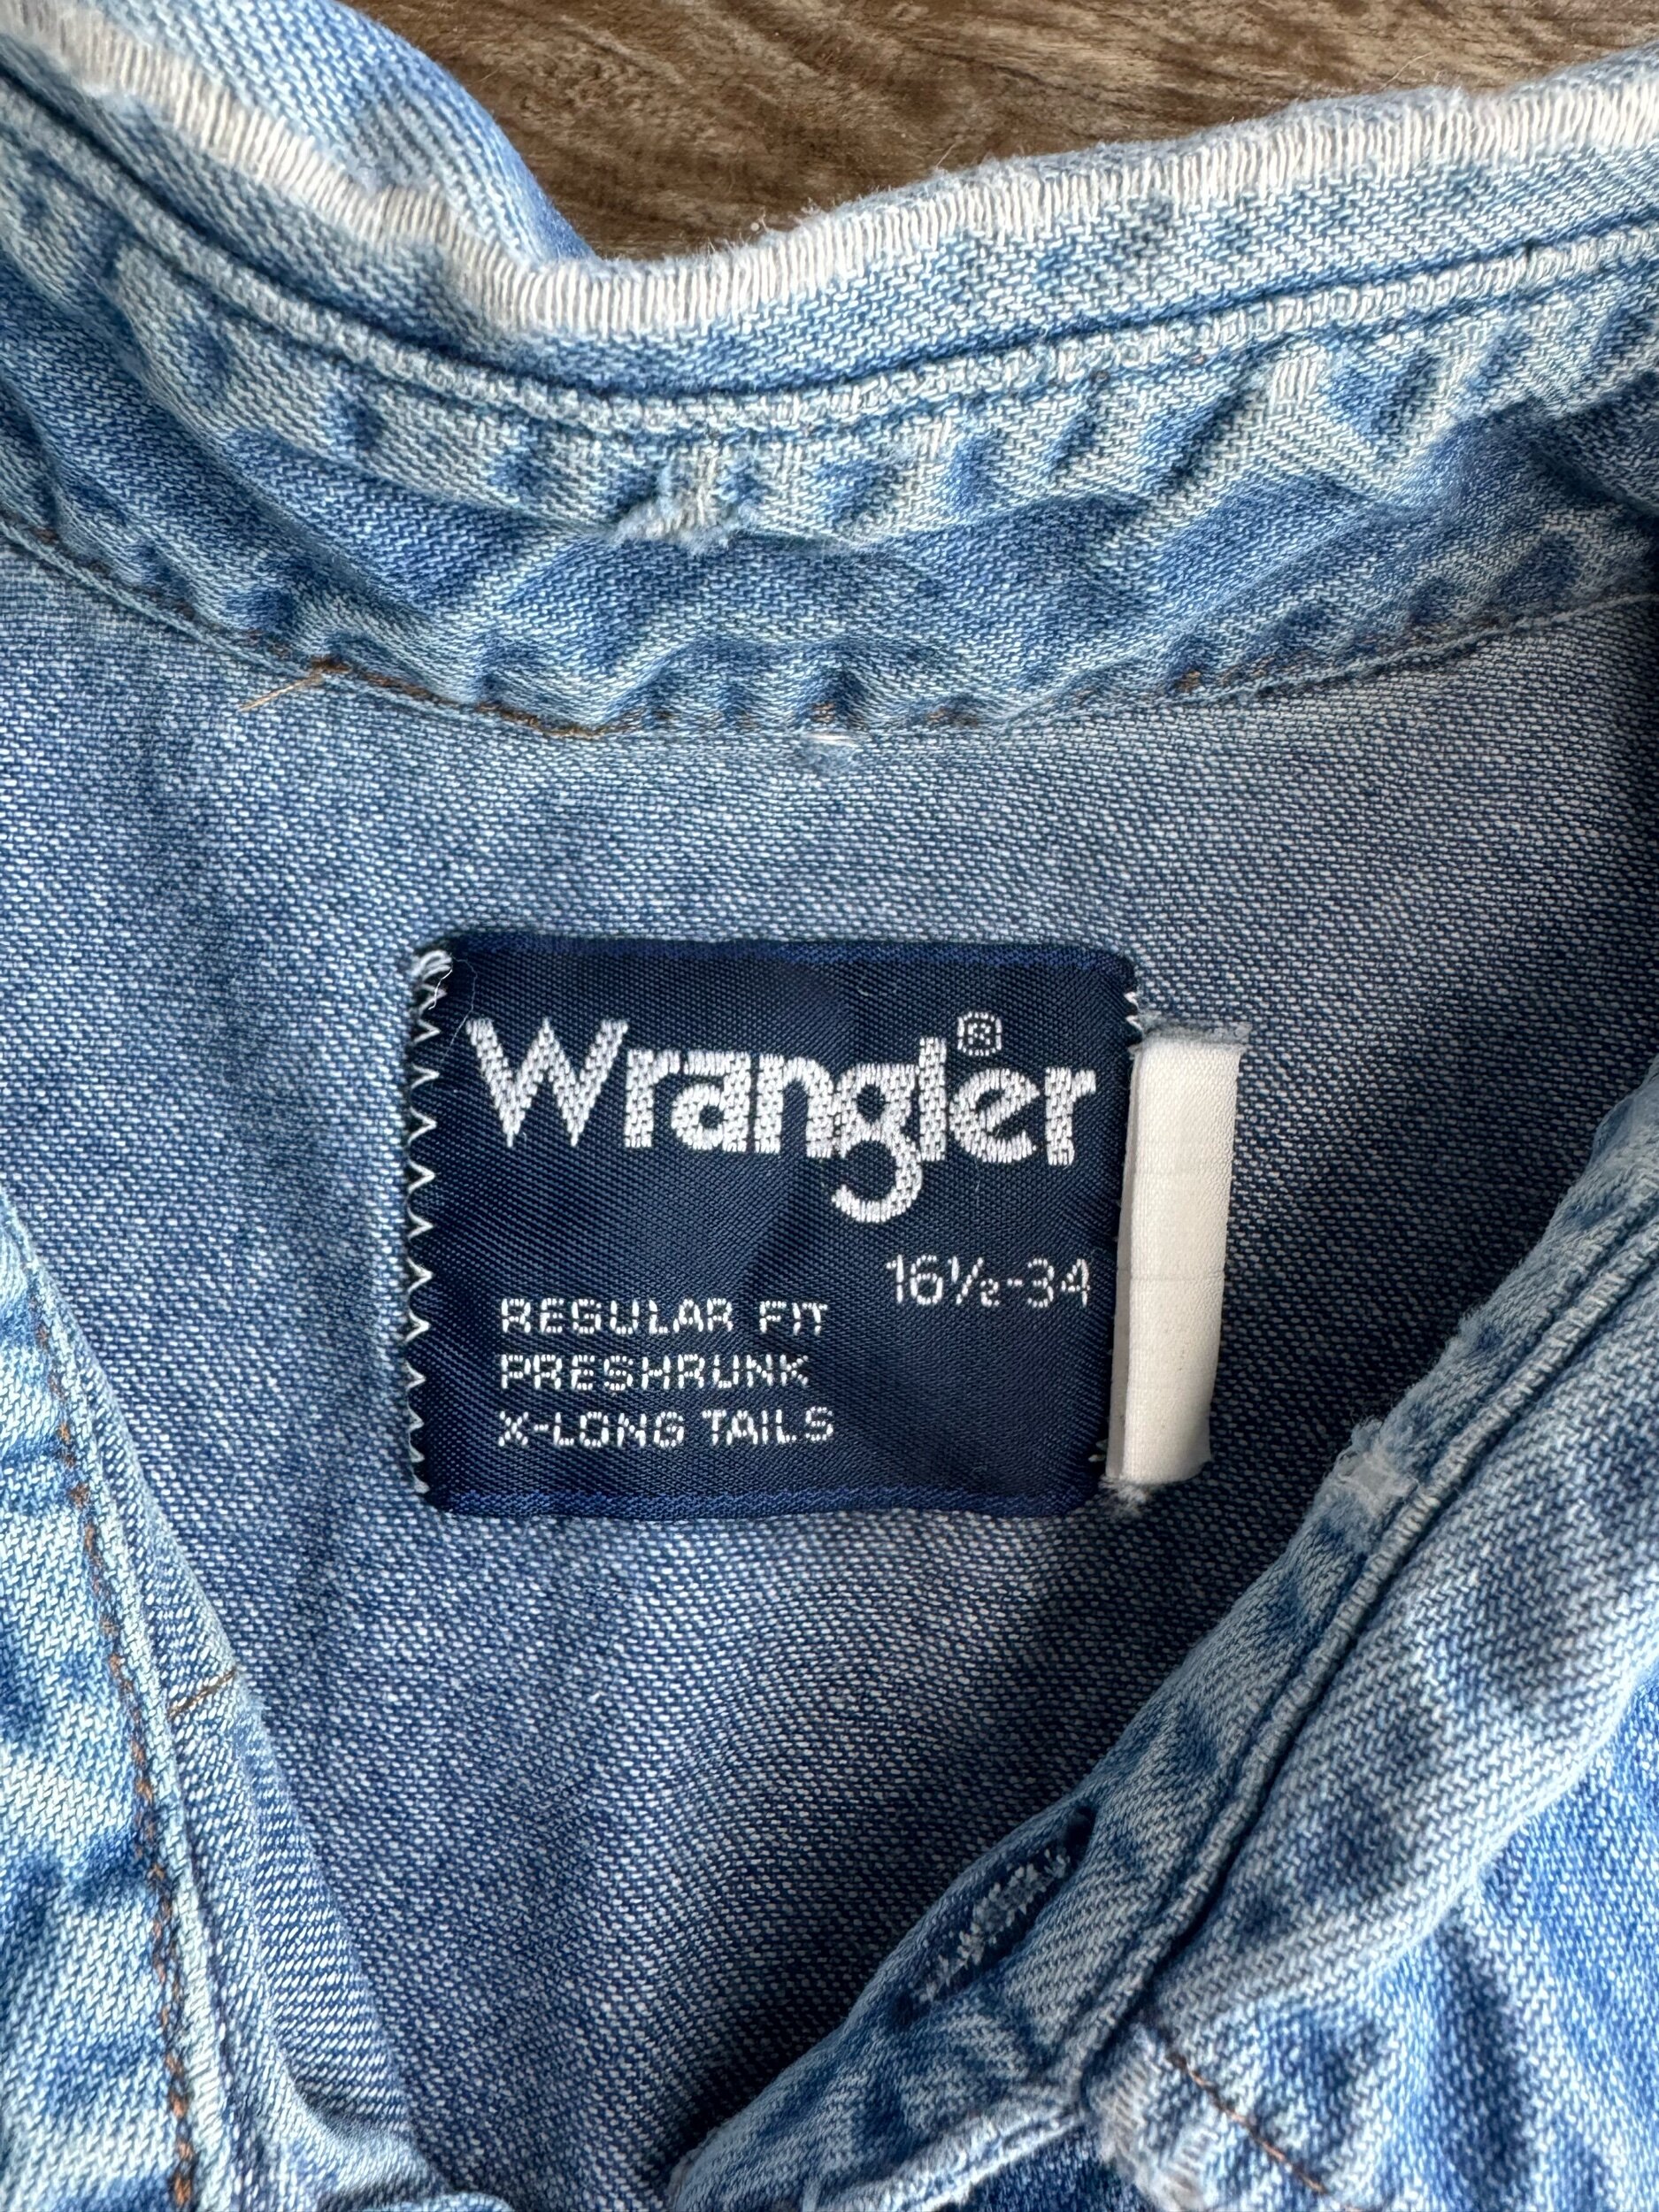 Wrangler®
16½-34
REGULAR FIT
PRESHRUNK
X-LONG TAILS